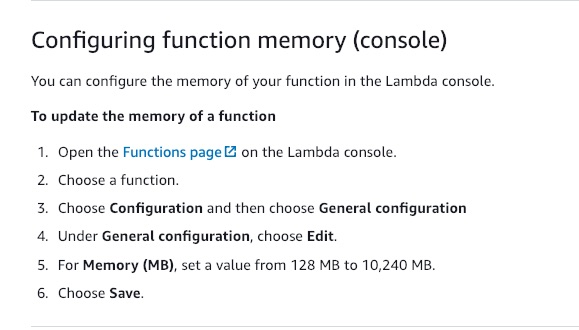 Configuring function memory (console)
You can configure the memory of your function in the Lambda console.
To update the memory of a function
1. Open the Functions page on the Lambda console.
2. Choose a function.
3. Choose Configuration and then choose General configuration
4. Under General configuration, choose Edit.
5. For Memory (MB), set a value from 128 MB to 10,240 MB.
6. Choose Save.